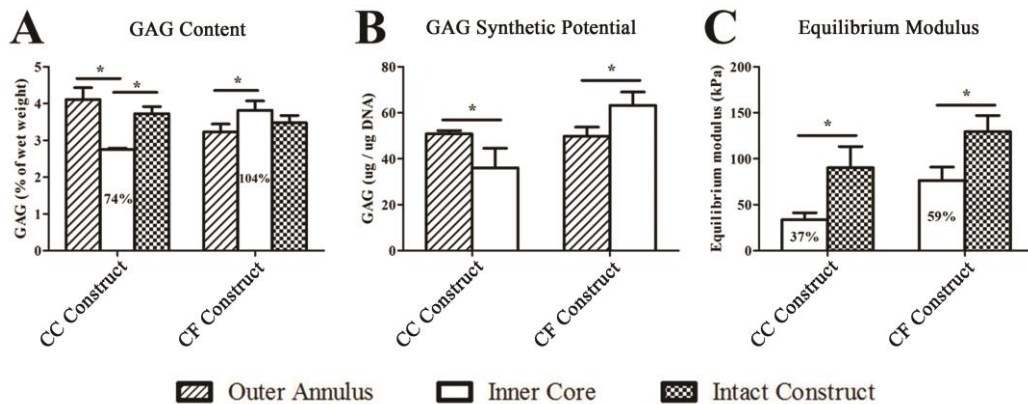 A
GAG Content
GAG (% of wet weight)
5
4
3
2
1
0
*
*
*
74%
104%
CC Construct
CF Construct
B
GAG Synthetic Potential
GAG (ug / ug DNA)
80
60
40
20
0
*
*
CC Construct
CF Construct
C
Equilibrium Modulus
Equilibrium modulus (kPa)
200
150
100
50
0
*
*
37%
59%
CC Construct
CF Construct
Outer Annulus
Inner Core
Intact Construct